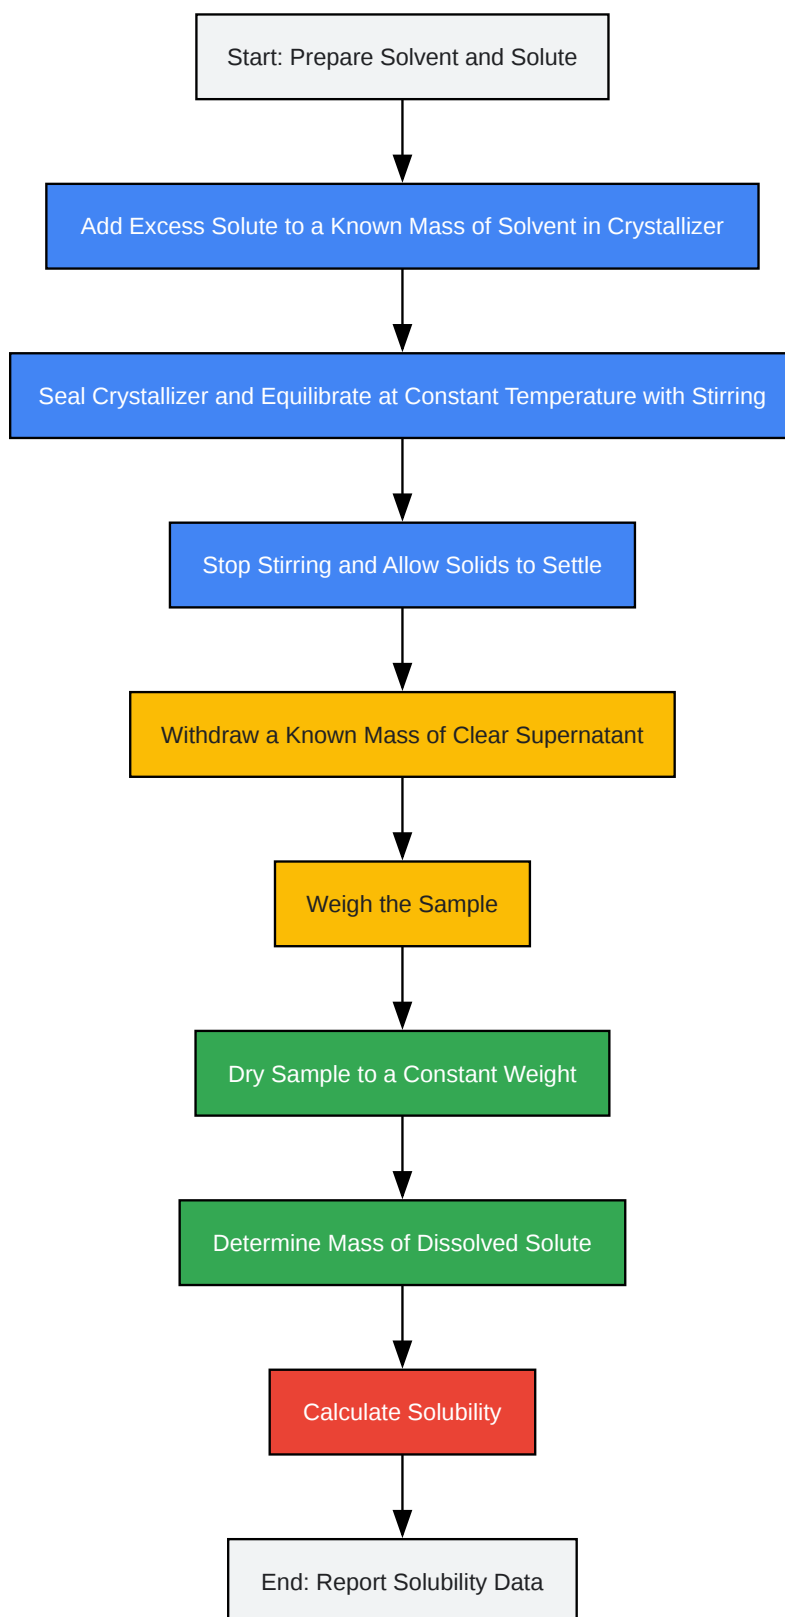 Start: Prepare Solvent and Solute
Add Excess Solute to a Known Mass of Solvent in Crystallizer
Seal Crystallizer and Equilibrate at Constant Temperature with Stirring
Stop Stirring and Allow Solids to Settle
Withdraw a Known Mass of Clear Supernatant
Weigh the Sample
Dry Sample to a Constant Weight
Determine Mass of Dissolved Solute
Calculate Solubility
End: Report Solubility Data